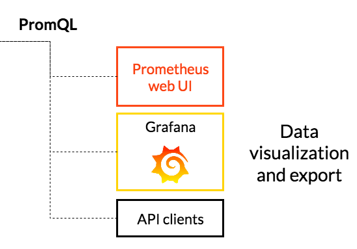 PromQL
Prometheus
web UI
Grafana
API clients
Data
visualization
and export